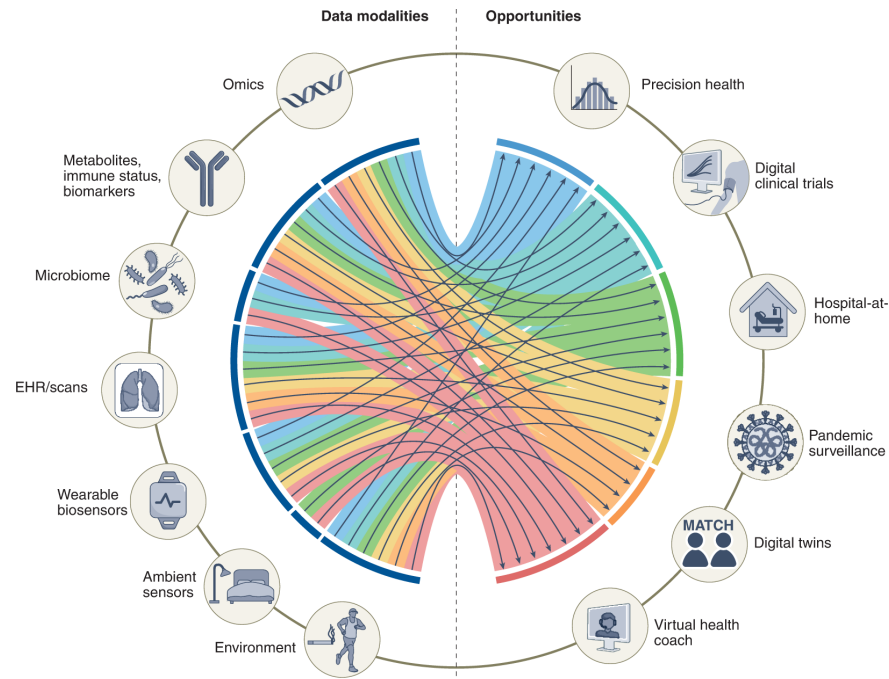 Data modalities
Opportunities
Omics
Metabolites,
immune status,
biomarkers
Microbiome
EHR/scans
Wearable
biosensors
Ambient
sensors
Environment
Precision health
Digital
clinical trials
Hospital-at-
home
Pandemic
surveillance
MATCH
Digital twins
Virtual health
coach